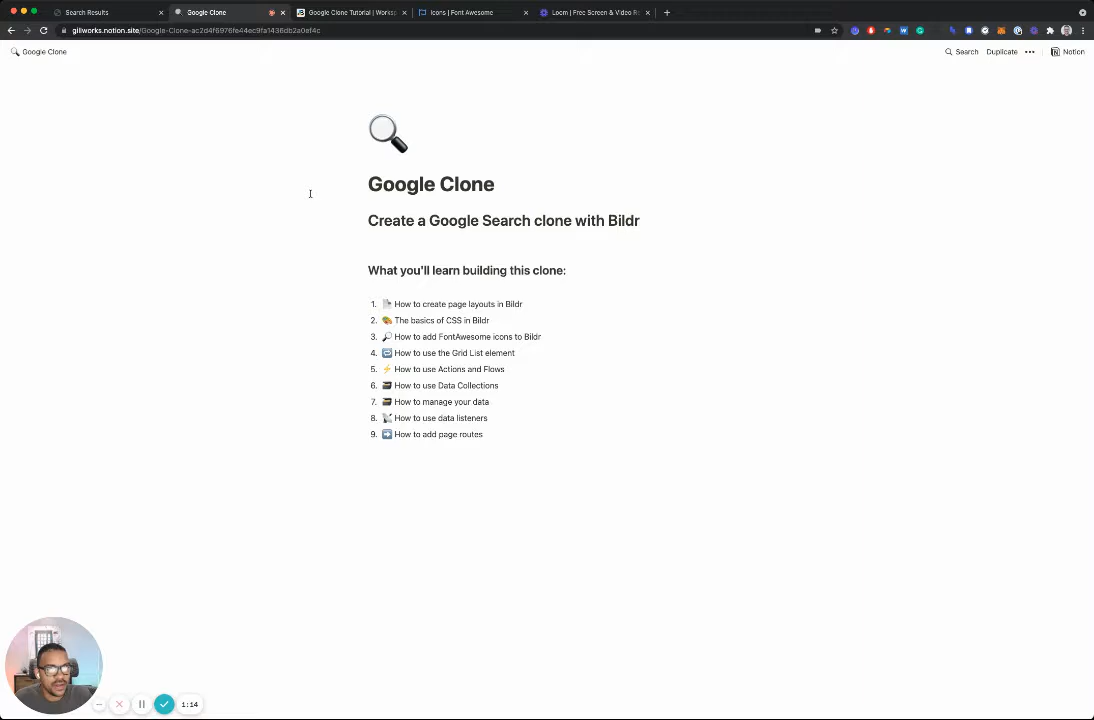 Search Results
Google Clone
Google Clone Tutorial | Worksp
Icons | Font Awesome
Loom | Free Screen & Video Re
gillworks.notion.site/Google-Clone-ac2d4f6976fe44ec9fa1436db2a0ef4c
Google Clone
Search
Duplicate
Notion
Google Clone
Create a Google Search clone with Bildr
What you'll learn building this clone:
1. How to create page layouts in Bildr
2. The basics of CSS in Bildr
3. How to add FontAwesome icons to Bildr
4. How to use the Grid List element
5. How to use Actions and Flows
6. How to use Data Collections
7. How to manage your data
8. How to use data listeners
9. How to add page routes
1:14